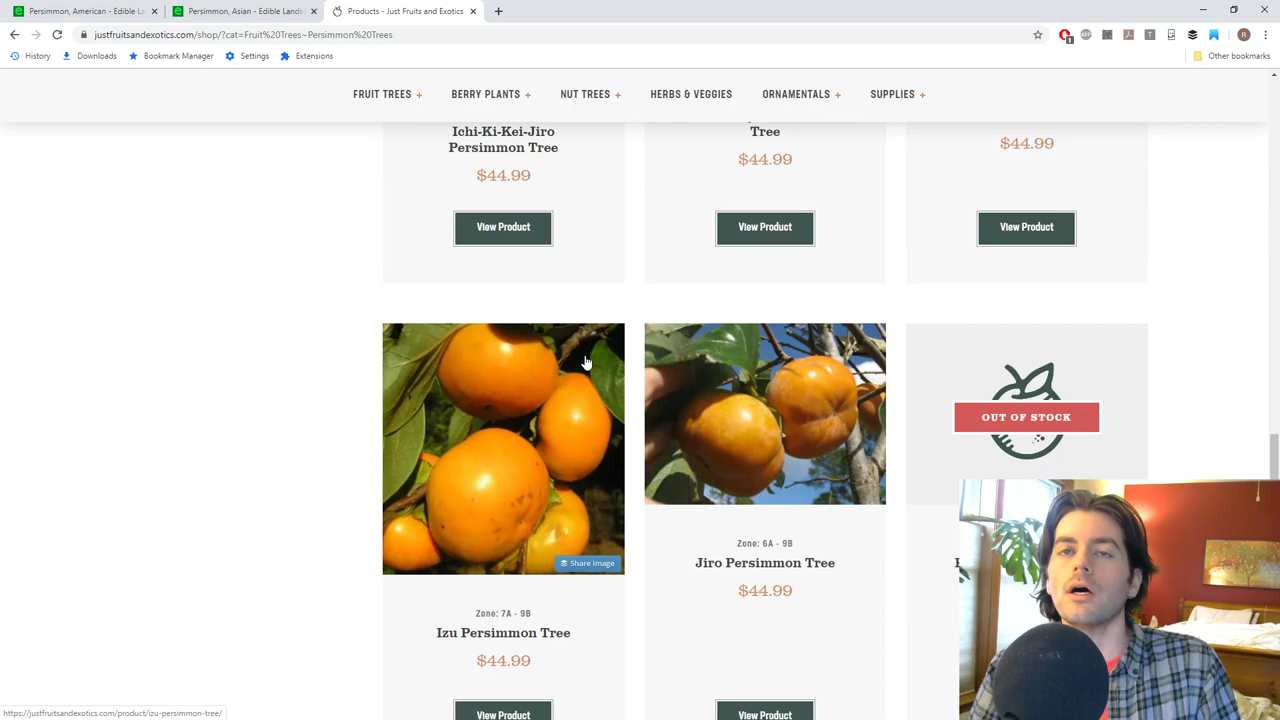 Persimmon, American - Edible La
Persimmon, Asian - Edible Lands
Products - Just Fruits and Exotics
justfruitsandexotics.com/shop/?cat=Fruit%20Trees~Persimmon%20Trees
History
Downloads
Bookmark Manager
Settings
Extensions
Other bookmarks
FRUIT TREES +
BERRY PLANTS +
NUT TREES +
HERBS & VEGGIES
ORNAMENTALS +
SUPPLIES +
Ichi-Ki-Kei-Jiro
Persimmon Tree
$44.99
View Product
Tree
$44.99
View Product
$44.99
View Product
Share Image
Zone: 7A - 9B
Izu Persimmon Tree
$44.99
View Product
Zone: 6A - 9B
Jiro Persimmon Tree
$44.99
View Product
OUT OF STOCK
https://justfruitsandexotics.com/product/izu-persimmon-tree/